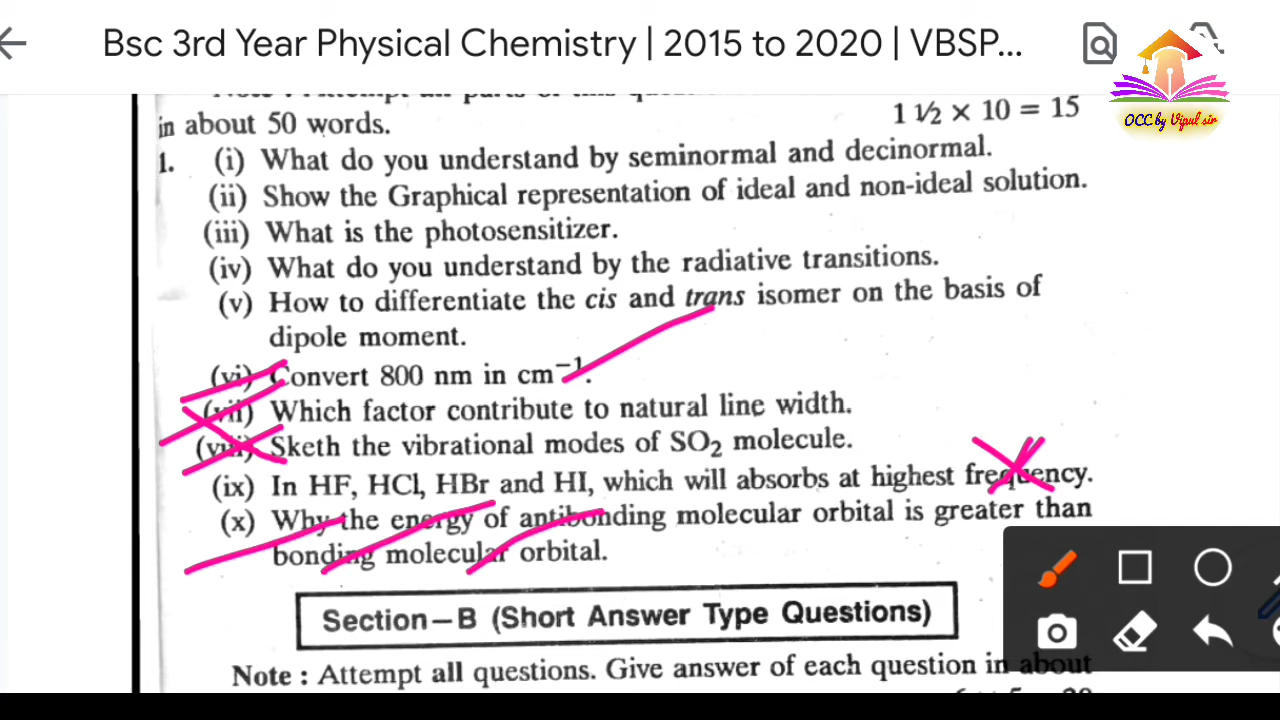 Bsc 3rd Year Physical Chemistry | 2015 to 2020 | VBSP...
OCC by Vipul sir
in about 50 words.
1 ½ × 10 = 15
1. (i) What do you understand by seminormal and decinormal.
(ii) Show the Graphical representation of ideal and non-ideal solution.
(iii) What is the photosensitizer.
(iv) What do you understand by the radiative transitions.
(v) How to differentiate the cis and trans isomer on the basis of
dipole moment.
(vi) Convert 800 nm in cm⁻¹.
(vii) Which factor contribute to natural line width.
(viii) Sketh the vibrational modes of SO₂ molecule.
(ix) In HF, HCl, HBr and HI, which will absorbs at highest frequency.
(x) Why the energy of antibonding molecular orbital is greater than
bonding molecular orbital.
Section–B (Short Answer Type Questions)
Note : Attempt all questions. Give answer of each question in about